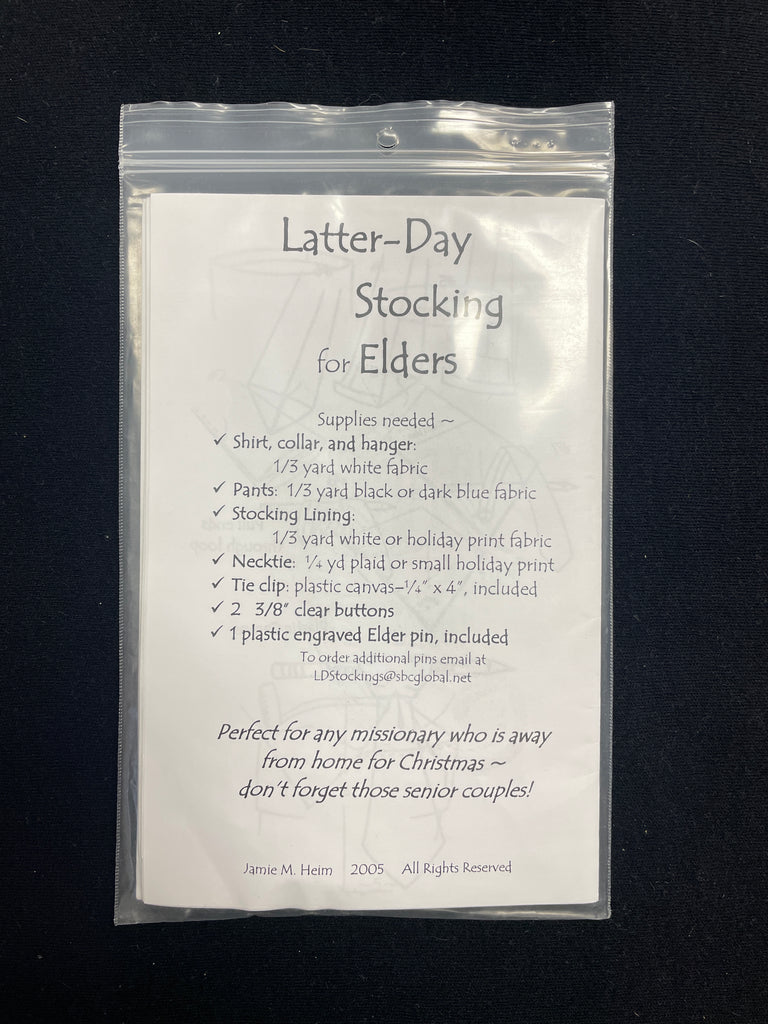 Latter-Day
Stocking
for Elders
Supplies needed ~
✓ Shirt, collar, and hanger:
1/3 yard white fabric
✓ Pants: 1/3 yard black or dark blue fabric
✓ Stocking Lining:
1/3 yard white or holiday print fabric
✓ Necktie: ¼ yd plaid or small holiday print
✓ Tie clip: plastic canvas–¼" x 4", included
✓ 2 3/8" clear buttons
✓ 1 plastic engraved Elder pin, included
To order additional pins email at
LDStockings@sbcglobal.net
Perfect for any missionary who is away
from home for Christmas ~
don't forget those senior couples!
Jamie M. Heim 2005 All Rights Reserved